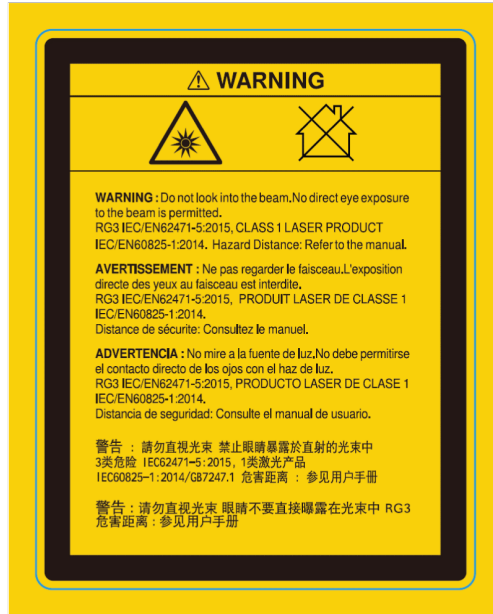 ⚠ WARNING
WARNING : Do not look into the beam.No direct eye exposure
to the beam is permitted.
RG3 IEC/EN62471-5:2015, CLASS 1 LASER PRODUCT
IEC/EN60825-1:2014. Hazard Distance: Refer to the manual.
AVERTISSEMENT : Ne pas regarder le faisceau.L'exposition
directe des yeux au faisceau est interdite.
RG3 IEC/EN62471-5:2015, PRODUIT LASER DE CLASSE 1
IEC/EN60825-1:2014.
Distance de sécurite: Consultez le manuel.
ADVERTENCIA : No mire a la fuente de luz.No debe permitirse
el contacto directo de los ojos con el haz de luz.
RG3 IEC/EN62471-5:2015, PRODUCTO LASER DE CLASE 1
IEC/EN60825-1:2014.
Distancia de seguridad: Consulte el manual de usuario.
警告 : 請勿直視光束 禁止眼睛暴露於直射的光束中
3类危险 IEC62471-5:2015, 1类激光产品
IEC60825-1:2014/GB7247.1 危害距离 : 参见用户手册
警告:请勿直视光束 眼睛不要直接曝露在光束中 RG3
危害距离:参见用户手册